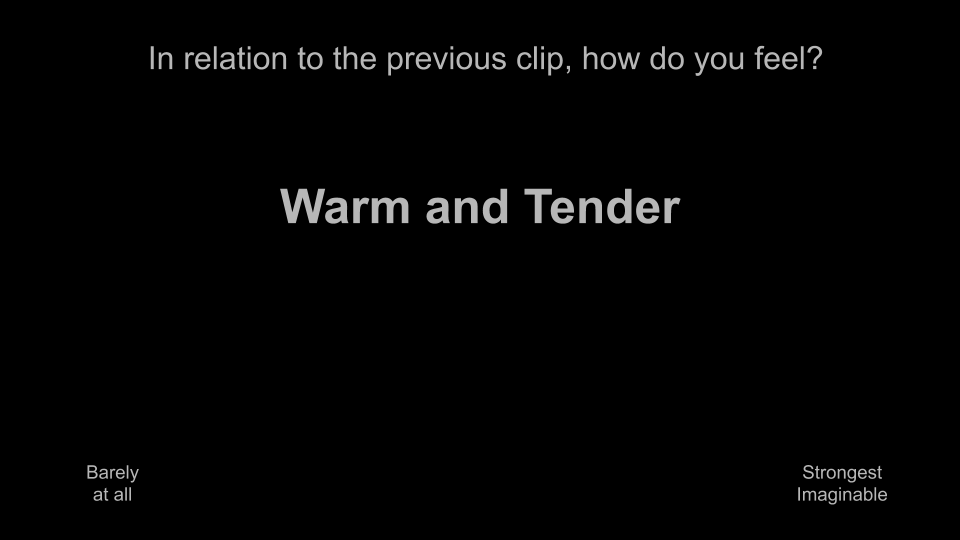 In relation to the previous clip, how do you feel?
Warm and Tender
Barely
at all
Strongest
Imaginable